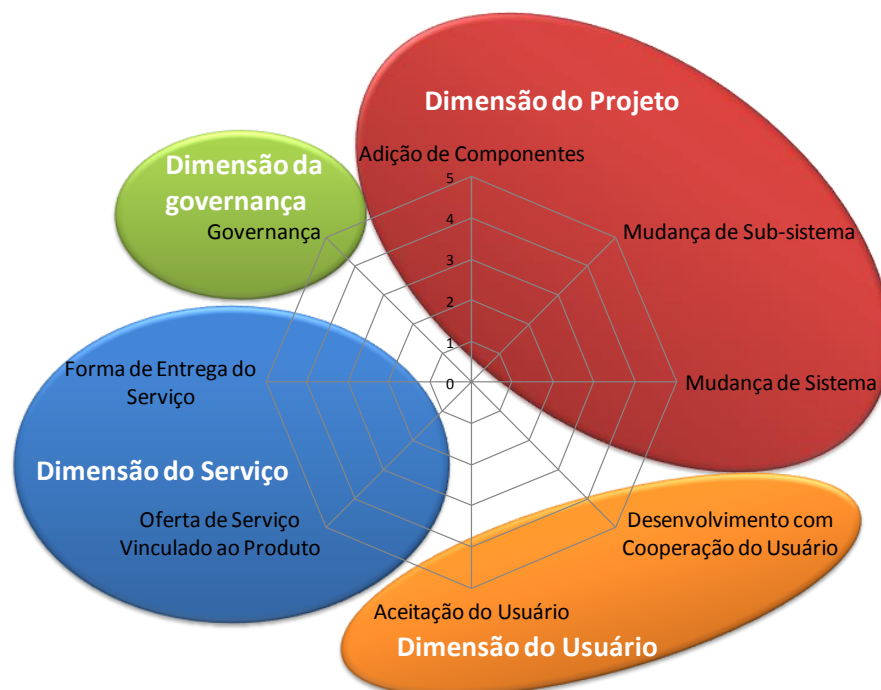 Dimensão do Projeto
Adição de Componentes
Mudança de Sub-sistema
Mudança de Sistema
Dimensão da
governança
Governança
5
4
3
2
1
0
Forma de Entrega do
Serviço
Dimensão do Serviço
Oferta de Serviço
Vinculado ao Produto
Desenvolvimento com
Cooperação do Usuário
Aceitação do Usuário
Dimensão do Usuário